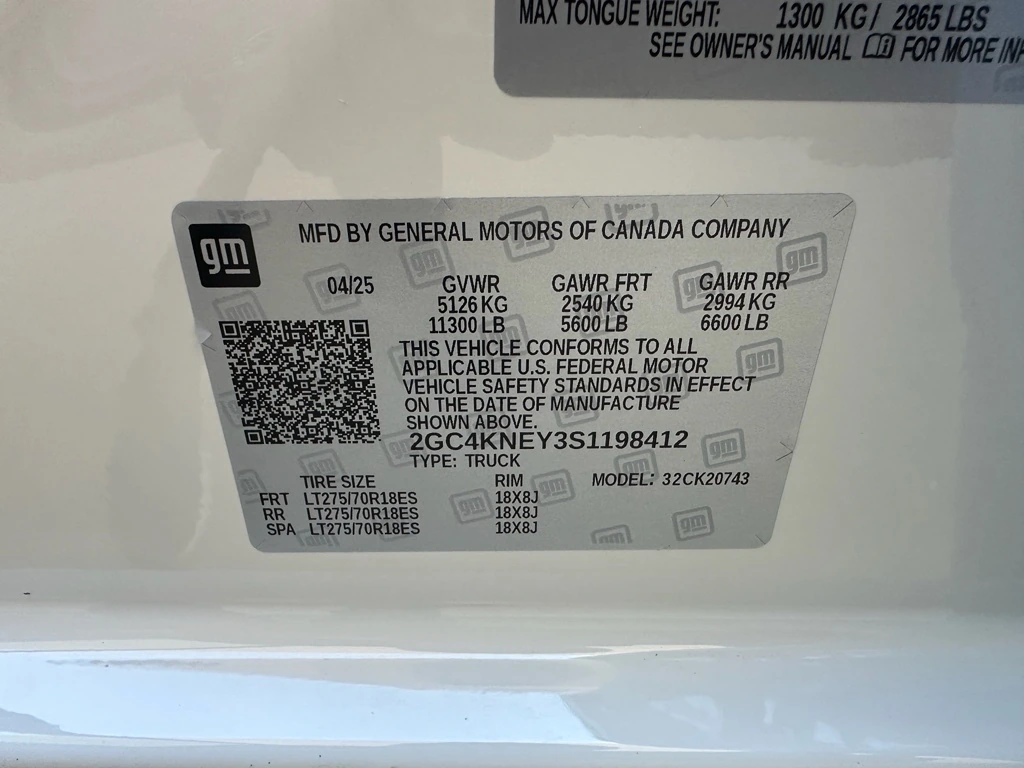 MAX TONGUE WEIGHT: 1300 KG / 2865 LBS
SEE OWNER'S MANUAL FOR MORE
gm
MFD BY GENERAL MOTORS OF CANADA COMPANY
04/25 GVWR GAWR FRT GAWR RR
5126 KG 2540 KG 2994 KG
11300 LB 5600 LB 6600 LB
THIS VEHICLE CONFORMS TO ALL
APPLICABLE U.S. FEDERAL MOTOR
VEHICLE SAFETY STANDARDS IN EFFECT
ON THE DATE OF MANUFACTURE
SHOWN ABOVE.
2GC4KNEY3S1198412
TYPE: TRUCK
TIRE SIZE RIM MODEL: 32CK20743
FRT LT275/70R18ES 18X8J
RR LT275/70R18ES 18X8J
SPA LT275/70R18ES 18X8J